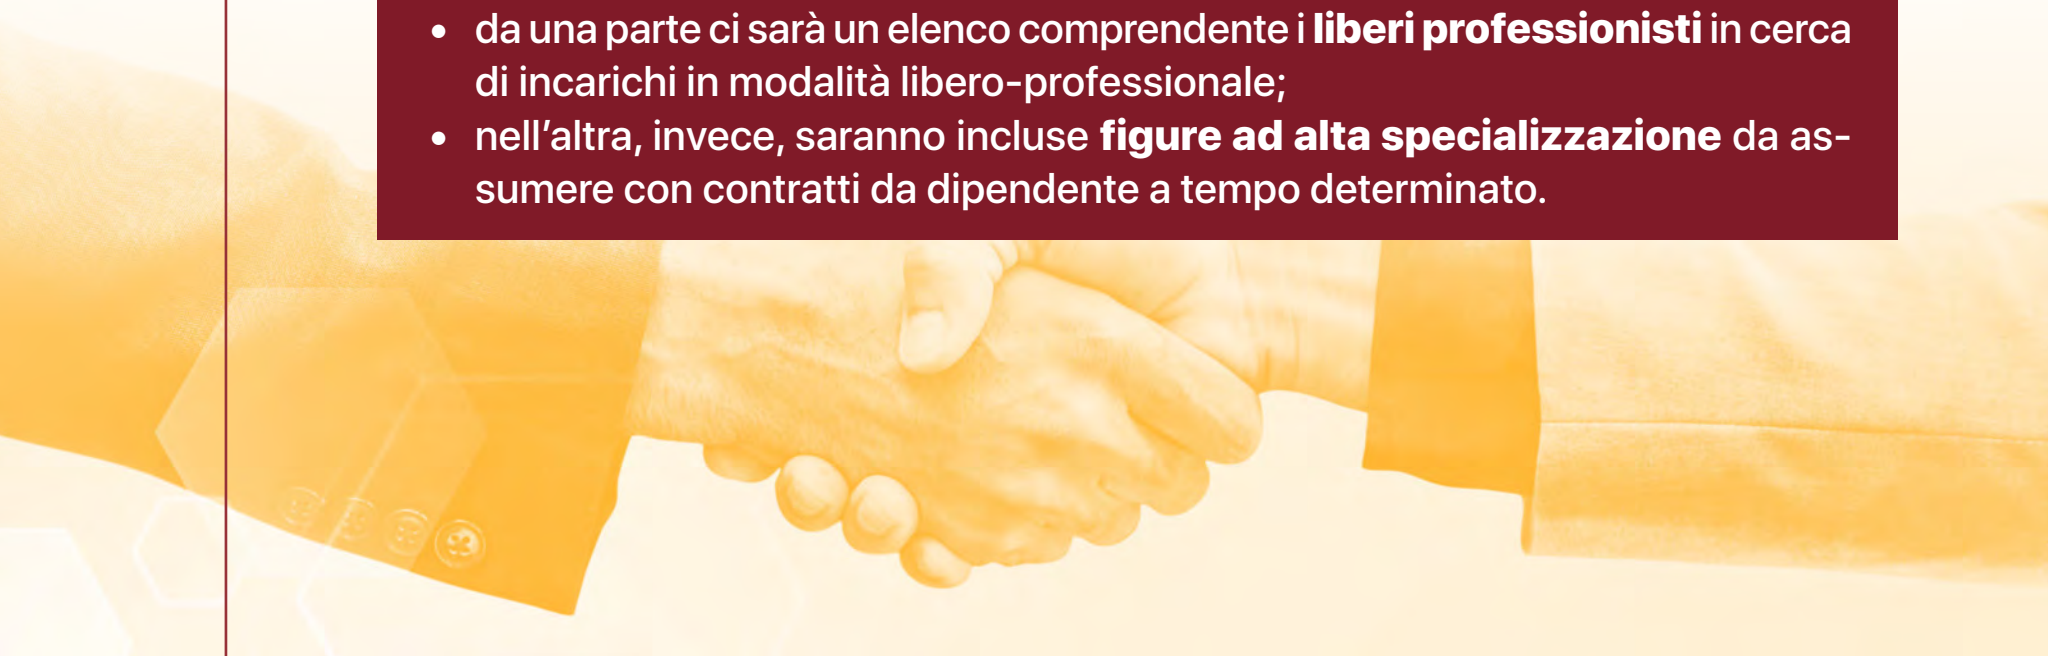 • da una parte ci sarà un elenco comprendente i liberi professionisti in cerca
di incarichi in modalità libero-professionale;
• nell’altra, invece, saranno incluse figure ad alta specializzazione da as-
sumere con contratti da dipendente a tempo determinato.